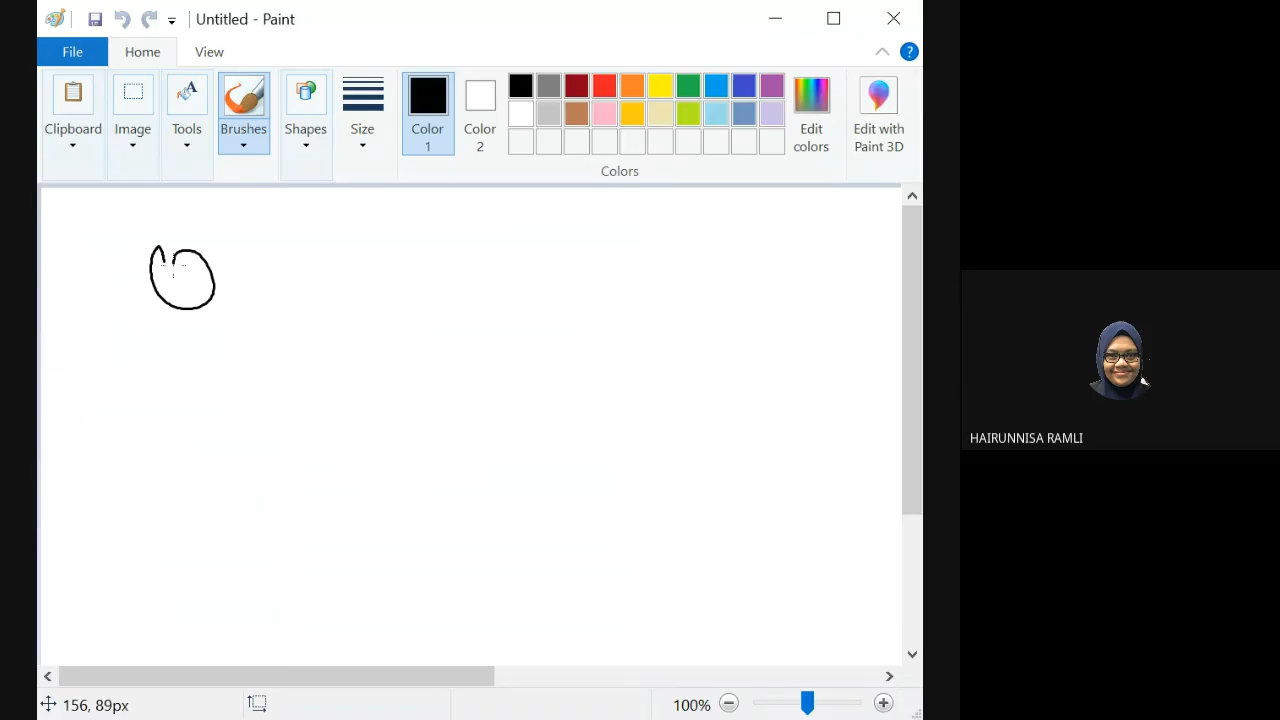 Untitled - Paint
File Home View ?
Clipboard Image Tools Brushes Shapes Size Color 1 Color 2 Edit colors Edit with Paint 3D
Colors
HAIRUNNISA RAMLI
156, 89px 100%